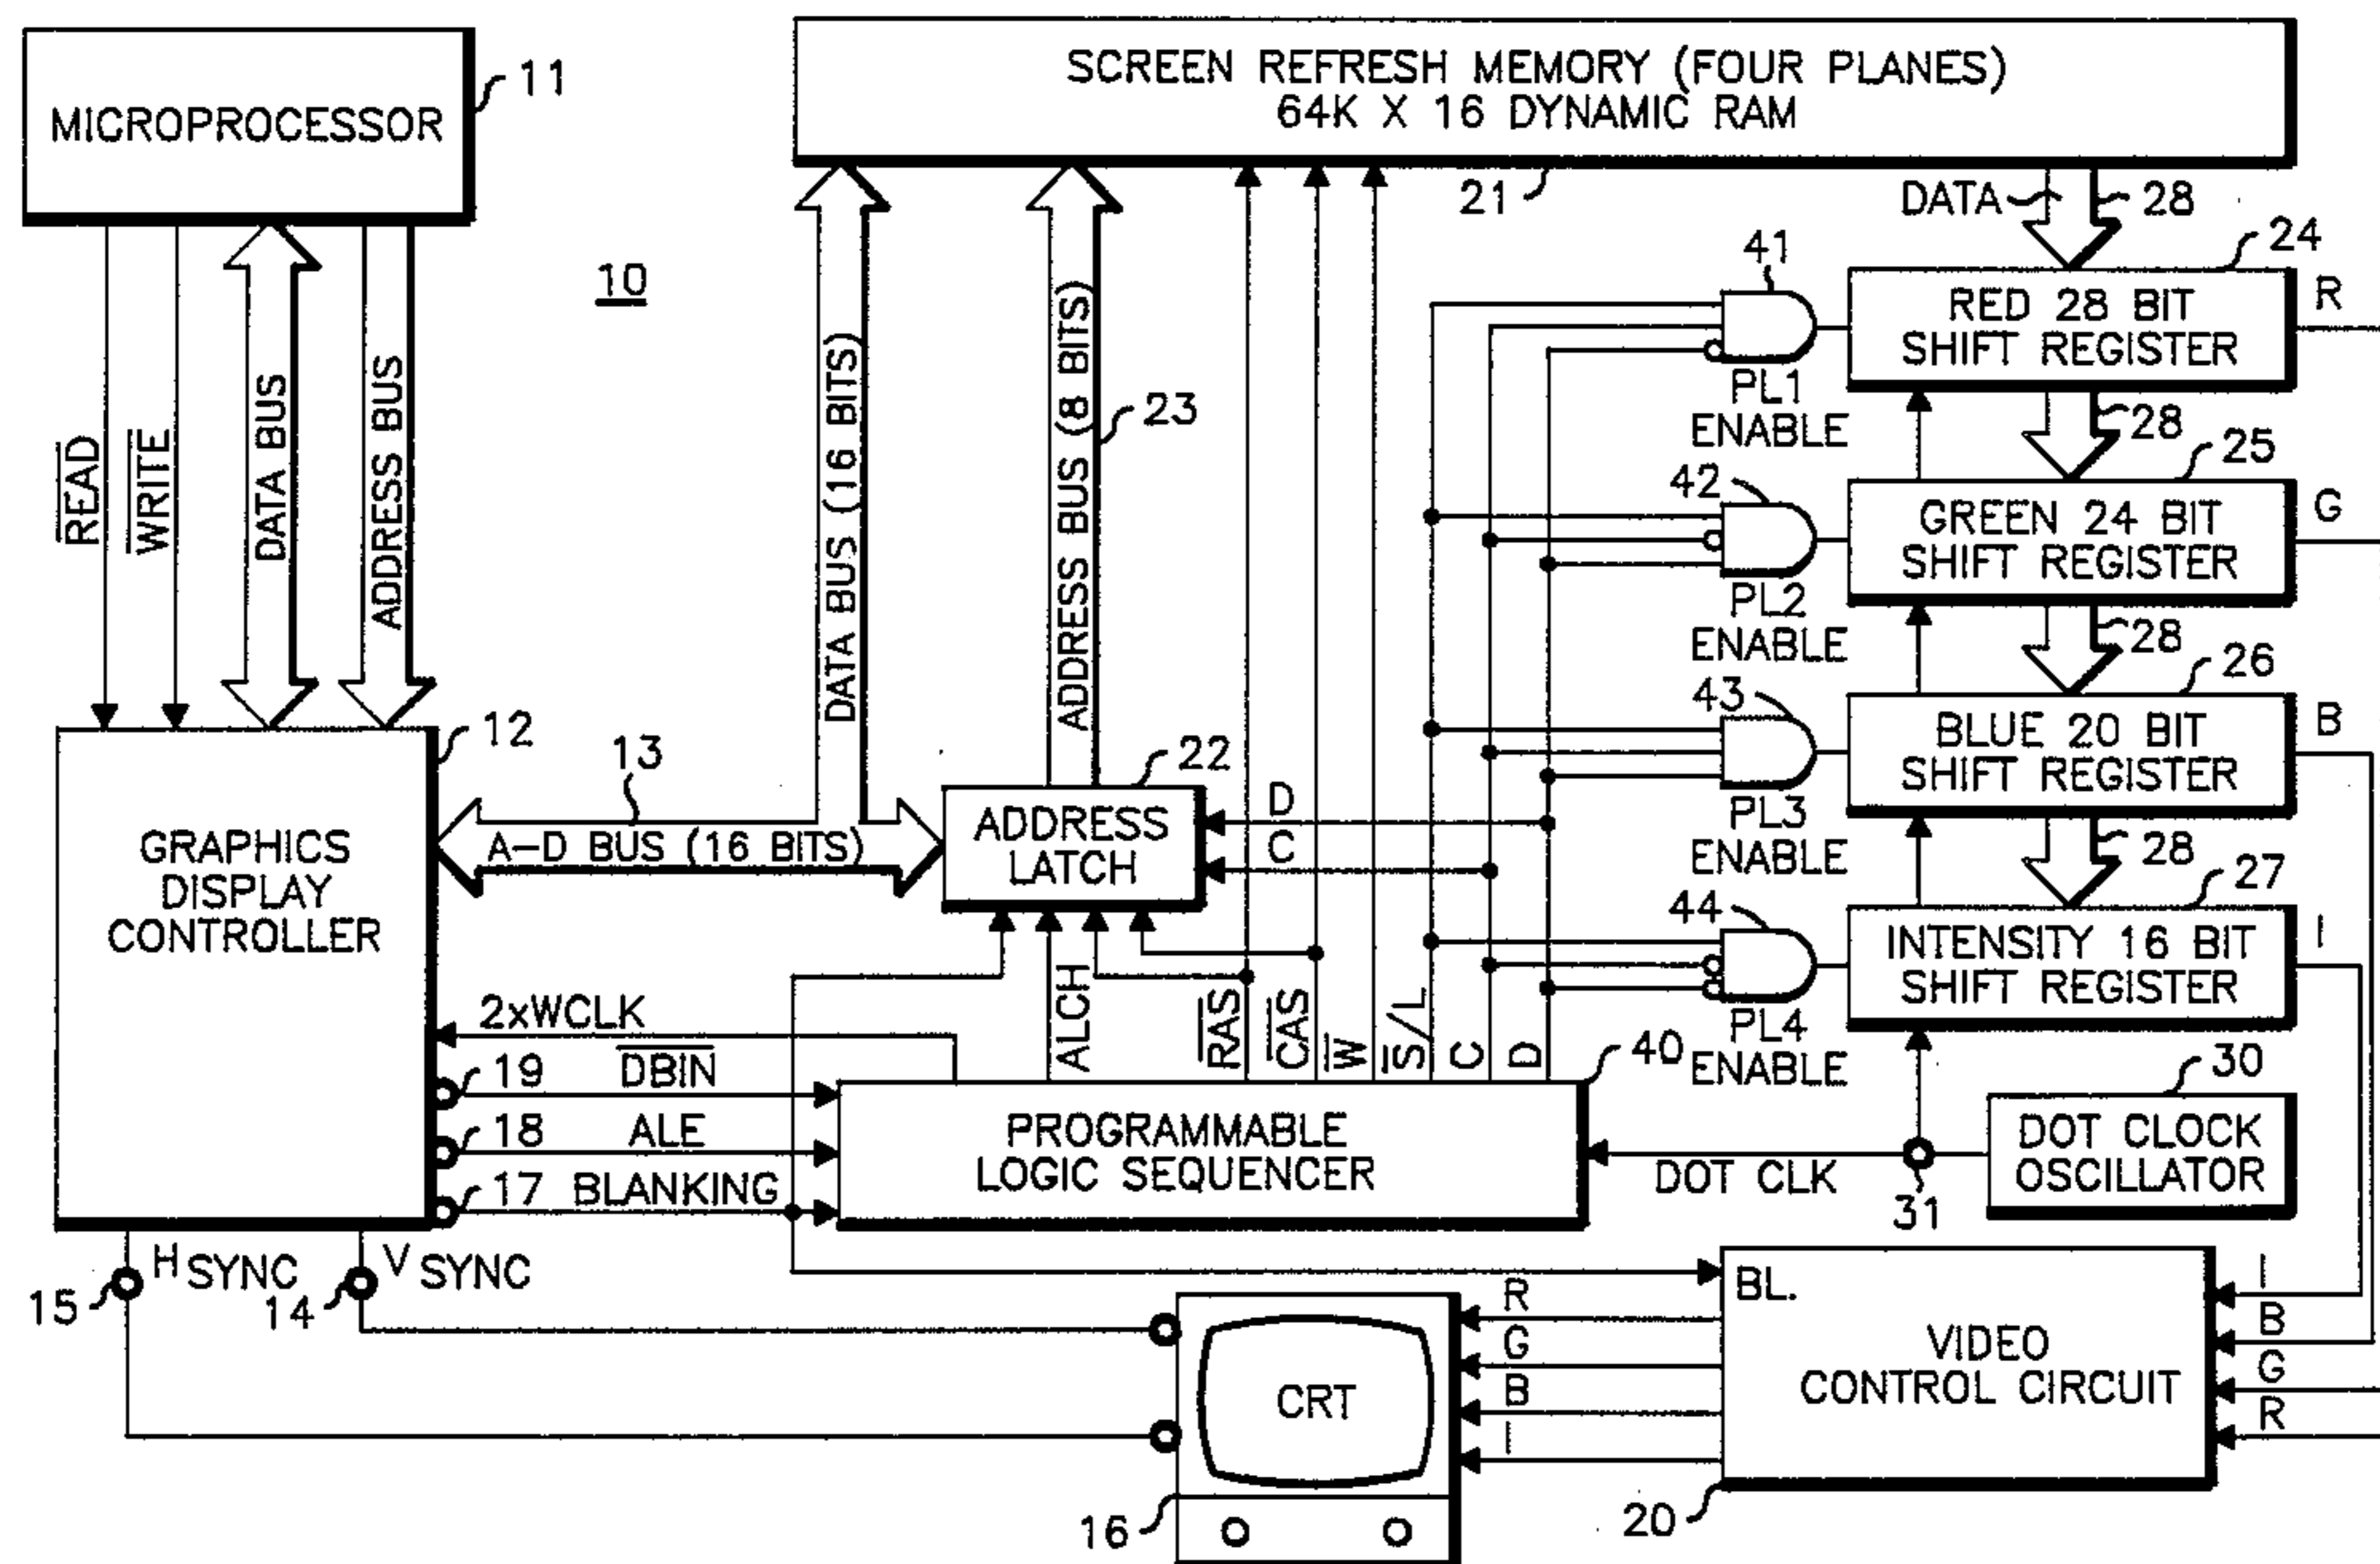 MICROPROCESSOR
11
SCREEN REFRESH MEMORY (FOUR PLANES)
64K X 16 DYNAMIC RAM
21
DATA
28
10
READ
WRITE
DATA BUS
ADDRESS BUS
DATA BUS (16 BITS)
ADDRESS BUS (8 BITS)
23
41
PL1
ENABLE
24
RED 28 BIT
SHIFT REGISTER
R
28
42
PL2
ENABLE
25
GREEN 24 BIT
SHIFT REGISTER
G
28
43
PL3
ENABLE
26
BLUE 20 BIT
SHIFT REGISTER
B
28
44
PL4
ENABLE
27
INTENSITY 16 BIT
SHIFT REGISTER
I
12
GRAPHICS
DISPLAY
CONTROLLER
13
A-D BUS (16 BITS)
22
ADDRESS
LATCH
D
C
2xWCLK
ALCH
RAS
CAS
W
S/L
C
D
40
19
DBIN
18
ALE
17
BLANKING
PROGRAMMABLE
LOGIC SEQUENCER
DOT CLK
31
30
DOT CLOCK
OSCILLATOR
H SYNC
15
V SYNC
14
CRT
16
R
G
B
I
BL.
VIDEO
CONTROL CIRCUIT
20
I
B
G
R